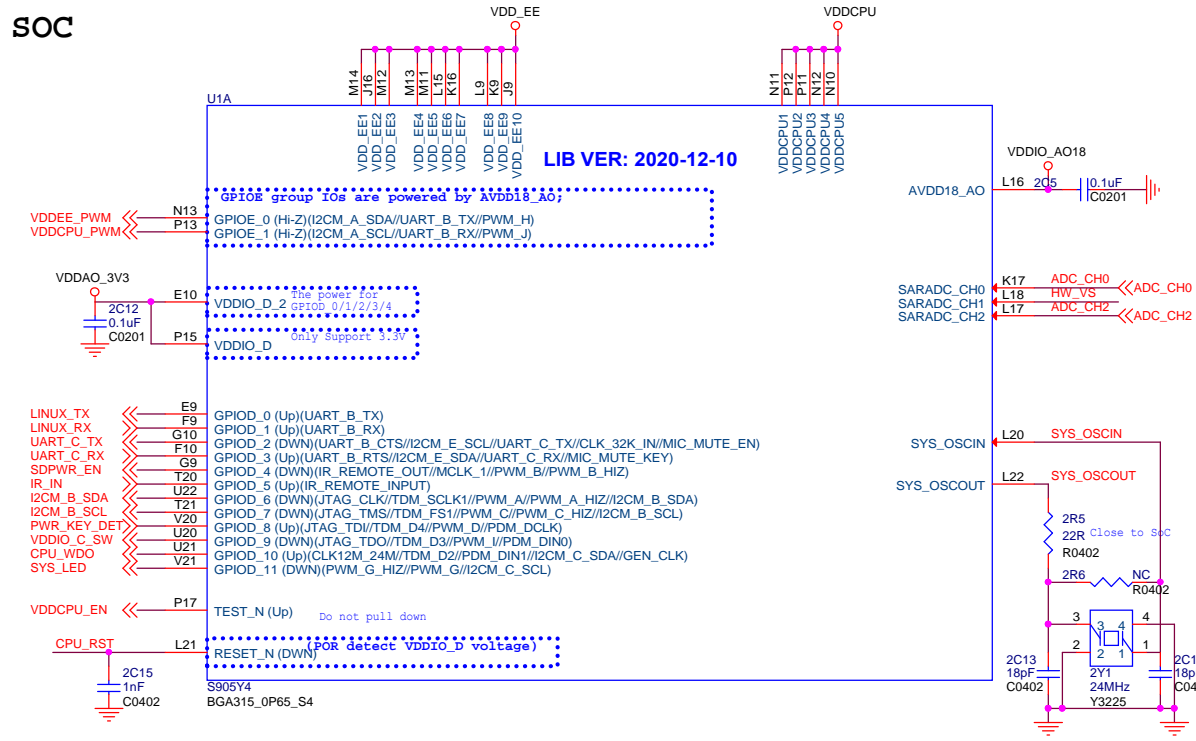 SOC
VDD_EE
VDDCPU
M14 J16 M12 M13 M11 L15 K16 L9 K9 J9
N11 P12 P11 N12 N10
U1A
VDD_EE1 VDD_EE2 VDD_EE3 VDD_EE4 VDD_EE5 VDD_EE6 VDD_EE7 VDD_EE8 VDD_EE9 VDD_EE10
VDDCPU1 VDDCPU2 VDDCPU3 VDDCPU4 VDDCPU5
LIB VER: 2020-12-10
VDDIO_AO18
AVDD18_AO L16 2C5 0.1uF
C0201
GPIOE group IOs are powered by AVDD18_AO;
VDDEE_PWM N13 GPIOE_0 (Hi-Z)(I2CM_A_SDA//UART_B_TX/PWM_H)
VDDCPU_PWM P13 GPIOE_1 (Hi-Z)(I2CM_A_SCL//UART_B_RX//PWM_J)
VDDAO_3V3
E10 VDDIO_D_2 The power for
GPIOD 0/1/2/3/4
2C12
0.1uF
C0201
P15 VDDIO_D Only Support 3.3V
SARADC_CH0 K17 ADC_CH0 ADC_CH0
SARADC_CH1 L18 HW_VS
SARADC_CH2 L17 ADC_CH2 ADC_CH2
LINUX_TX E9 GPIOD_0 (Up)(UART_B_TX)
LINUX_RX F9 GPIOD_1 (Up)(UART_B_RX)
UART_C_TX G10 GPIOD_2 (DWN)(UART_B_CTS//I2CM_E_SCL//UART_C_TX//CLK_32K_IN//MIC_MUTE_EN)
UART_C_RX F10 GPIOD_3 (Up)(UART_B_RTS//I2CM_E_SDA//UART_C_RX//MIC_MUTE_KEY)
SDPWR_EN G9 GPIOD_4 (DWN)(IR_REMOTE_OUT//MCLK_1//PWM_B//PWM_B_HIZ)
IR_IN T20 GPIOD_5 (Up)(IR_REMOTE_INPUT)
I2CM_B_SDA U22 GPIOD_6 (DWN)(JTAG_CLK//TDM_SCLK1//PWM_A//PWM_A_HIZ//I2CM_B_SDA)
I2CM_B_SCL T21 GPIOD_7 (DWN)(JTAG_TMS//TDM_FS1//PWM_C//PWM_C_HIZ//I2CM_B_SCL)
PWR_KEY_DET V20 GPIOD_8 (Up)(JTAG_TDI//TDM_D4//PWM_D//PDM_DCLK)
VDDIO_C_SW U20 GPIOD_9 (DWN)(JTAG_TDO//TDM_D3//PWM_I//PDM_DIN0)
CPU_WDO U21 GPIOD_10 (Up)(CLK12M_24M//TDM_D2//PDM_DIN1//I2CM_C_SDA//GEN_CLK)
SYS_LED V21 GPIOD_11 (DWN)(PWM_G_HIZ//PWM_G//I2CM_C_SCL)
SYS_OSCIN L20 SYS_OSCIN
SYS_OSCOUT L22 SYS_OSCOUT
2R5
22R
R0402
Close to SoC
2R6 NC
R0402
VDDCPU_EN P17 TEST_N (Up) Do not pull down
CPU_RST L21 RESET_N (DWN) (POR detect VDDIO_D voltage)
2C15
1nF
C0402
S905Y4
BGA315_0P65_S4
3 3 4 4
2 2 1 1
2C13
18pF
C0402
2Y1
24MHz
Y3225
2C1
18p
C04